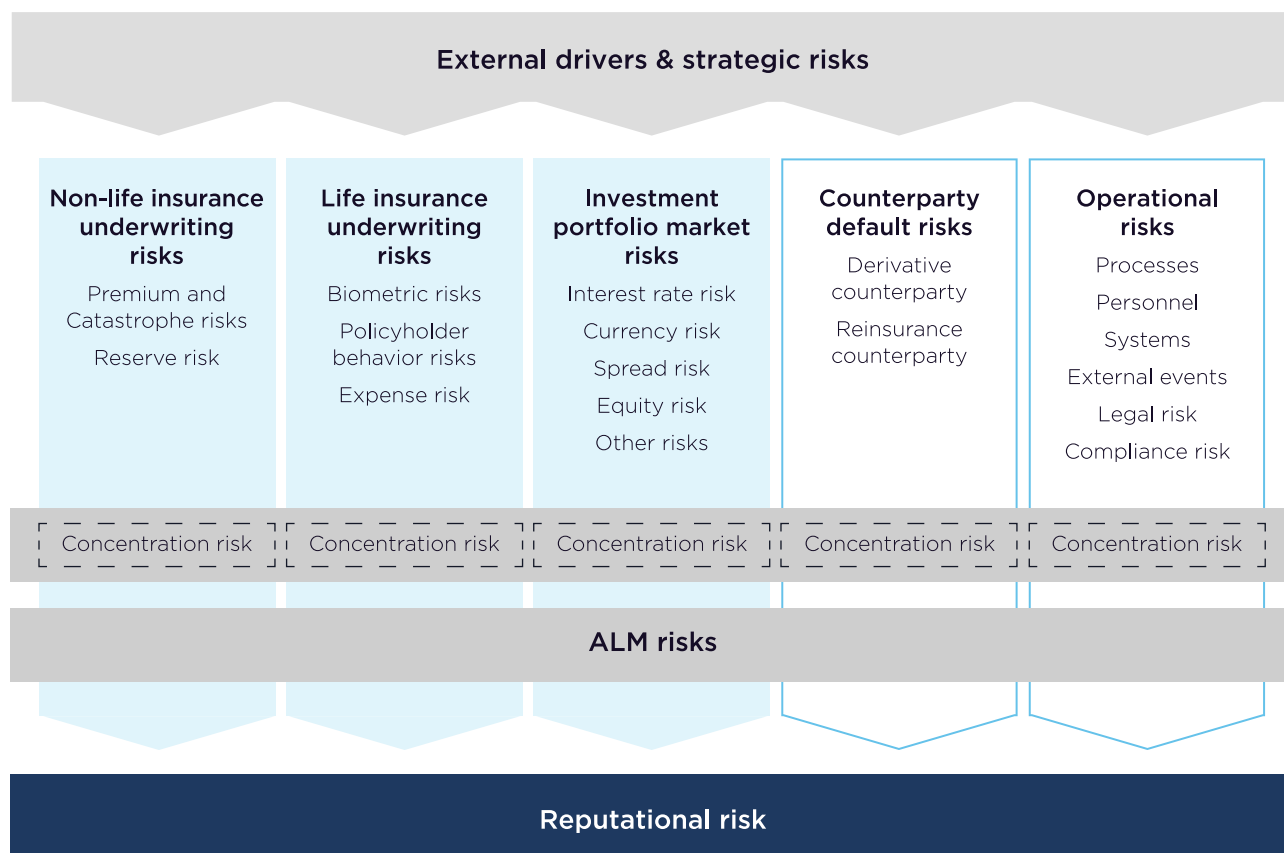 External drivers & strategic risks
Non-life insurance
underwriting
risks
Premium and
Catastrophe risks
Reserve risk
Life insurance
underwriting
risks
Biometric risks
Policyholder
behavior risks
Expense risk
Investment
portfolio market
risks
Interest rate risk
Currency risk
Spread risk
Equity risk
Other risks
Counterparty
default risks
Derivative
counterparty
Reinsurance
counterparty
Operational
risks
Processes
Personnel
Systems
External events
Legal risk
Compliance risk
Concentration risk
Concentration risk
Concentration risk
Concentration risk
Concentration risk
ALM risks
Reputational risk